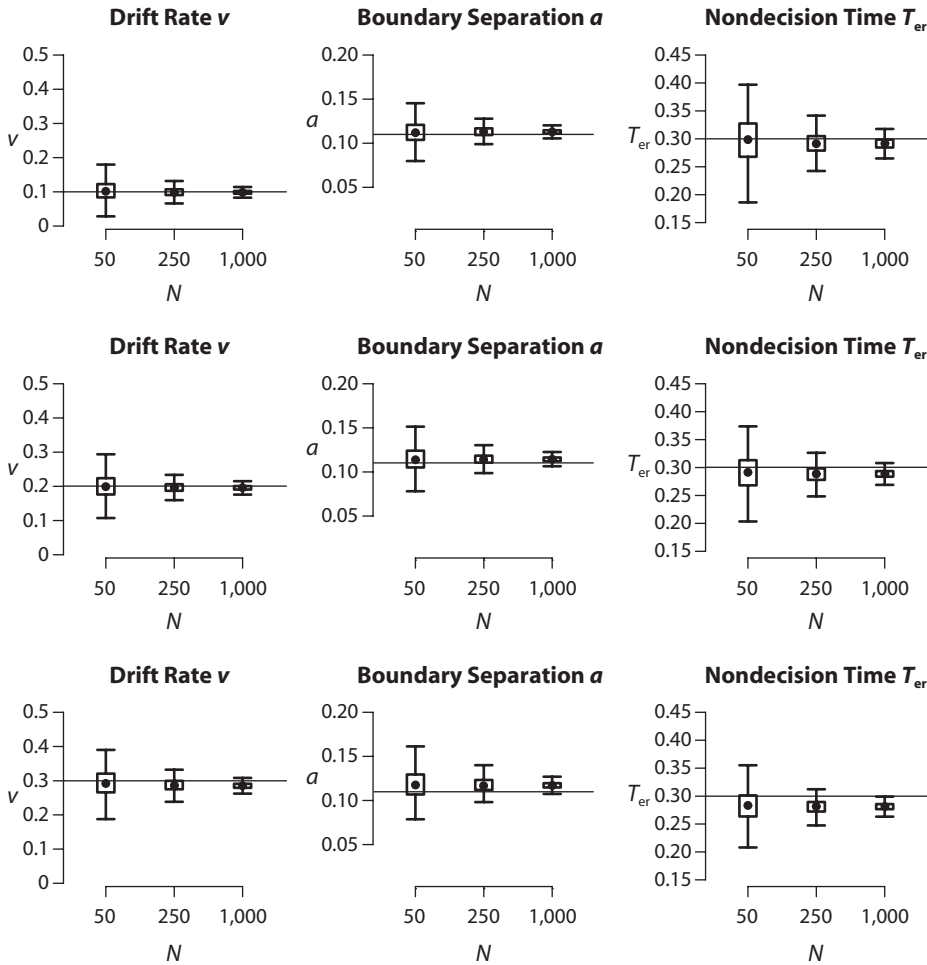 Drift Rate v
Boundary Separation a
Nondecision Time Ter
0.5
0.4
0.3
0.2
0.1
0
v
50
250
1,000
N
0.20
0.15
0.10
0.05
a
50
250
1,000
N
0.45
0.40
0.35
0.30
0.25
0.20
0.15
Ter
50
250
1,000
N
Drift Rate v
Boundary Separation a
Nondecision Time Ter
0.5
0.4
0.3
0.2
0.1
0
v
50
250
1,000
N
0.20
0.15
0.10
0.05
a
50
250
1,000
N
0.45
0.40
0.35
0.30
0.25
0.20
0.15
Ter
50
250
1,000
N
Drift Rate v
Boundary Separation a
Nondecision Time Ter
0.5
0.4
0.3
0.2
0.1
0
v
50
250
1,000
N
0.20
0.15
0.10
0.05
a
50
250
1,000
N
0.45
0.40
0.35
0.30
0.25
0.20
0.15
Ter
50
250
1,000
N